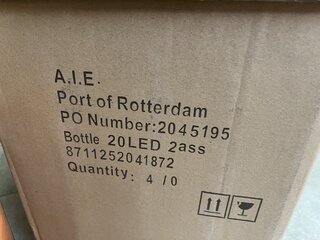 A.I.E.
Port of Rotterdam
PO Number:2045195
Bottle 20LED 2ass
8711252041872
Quantity: 4 / 0